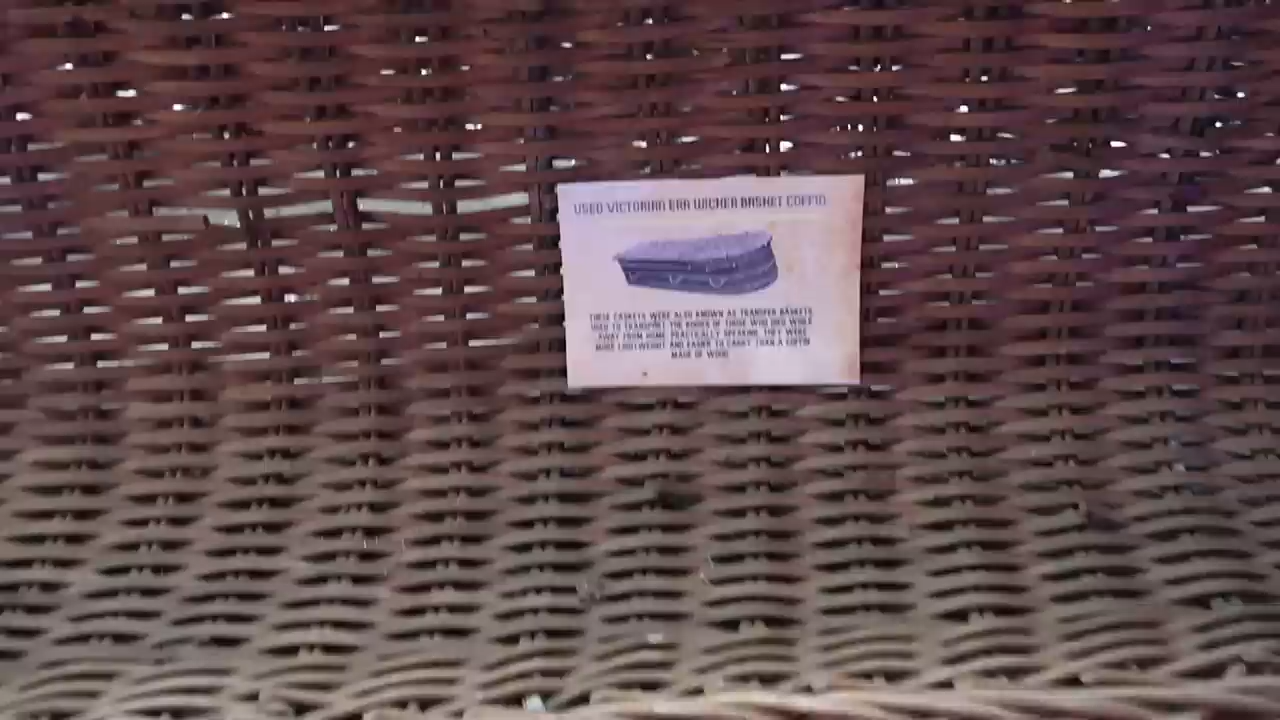 USED VICTORIAN ERA WICKER BASKET COFFIN
THESE CASKETS WERE ALSO KNOWN AS TRANSFER BASKETS
USED TO TRANSPORT THE BODIES OF THOSE WHO DIED WHILE
AWAY FROM HOME. PRACTICALLY SPEAKING, THEY WERE
MORE LIGHTWEIGHT AND EASIER TO CARRY THAN A COFFIN
MADE OF WOOD